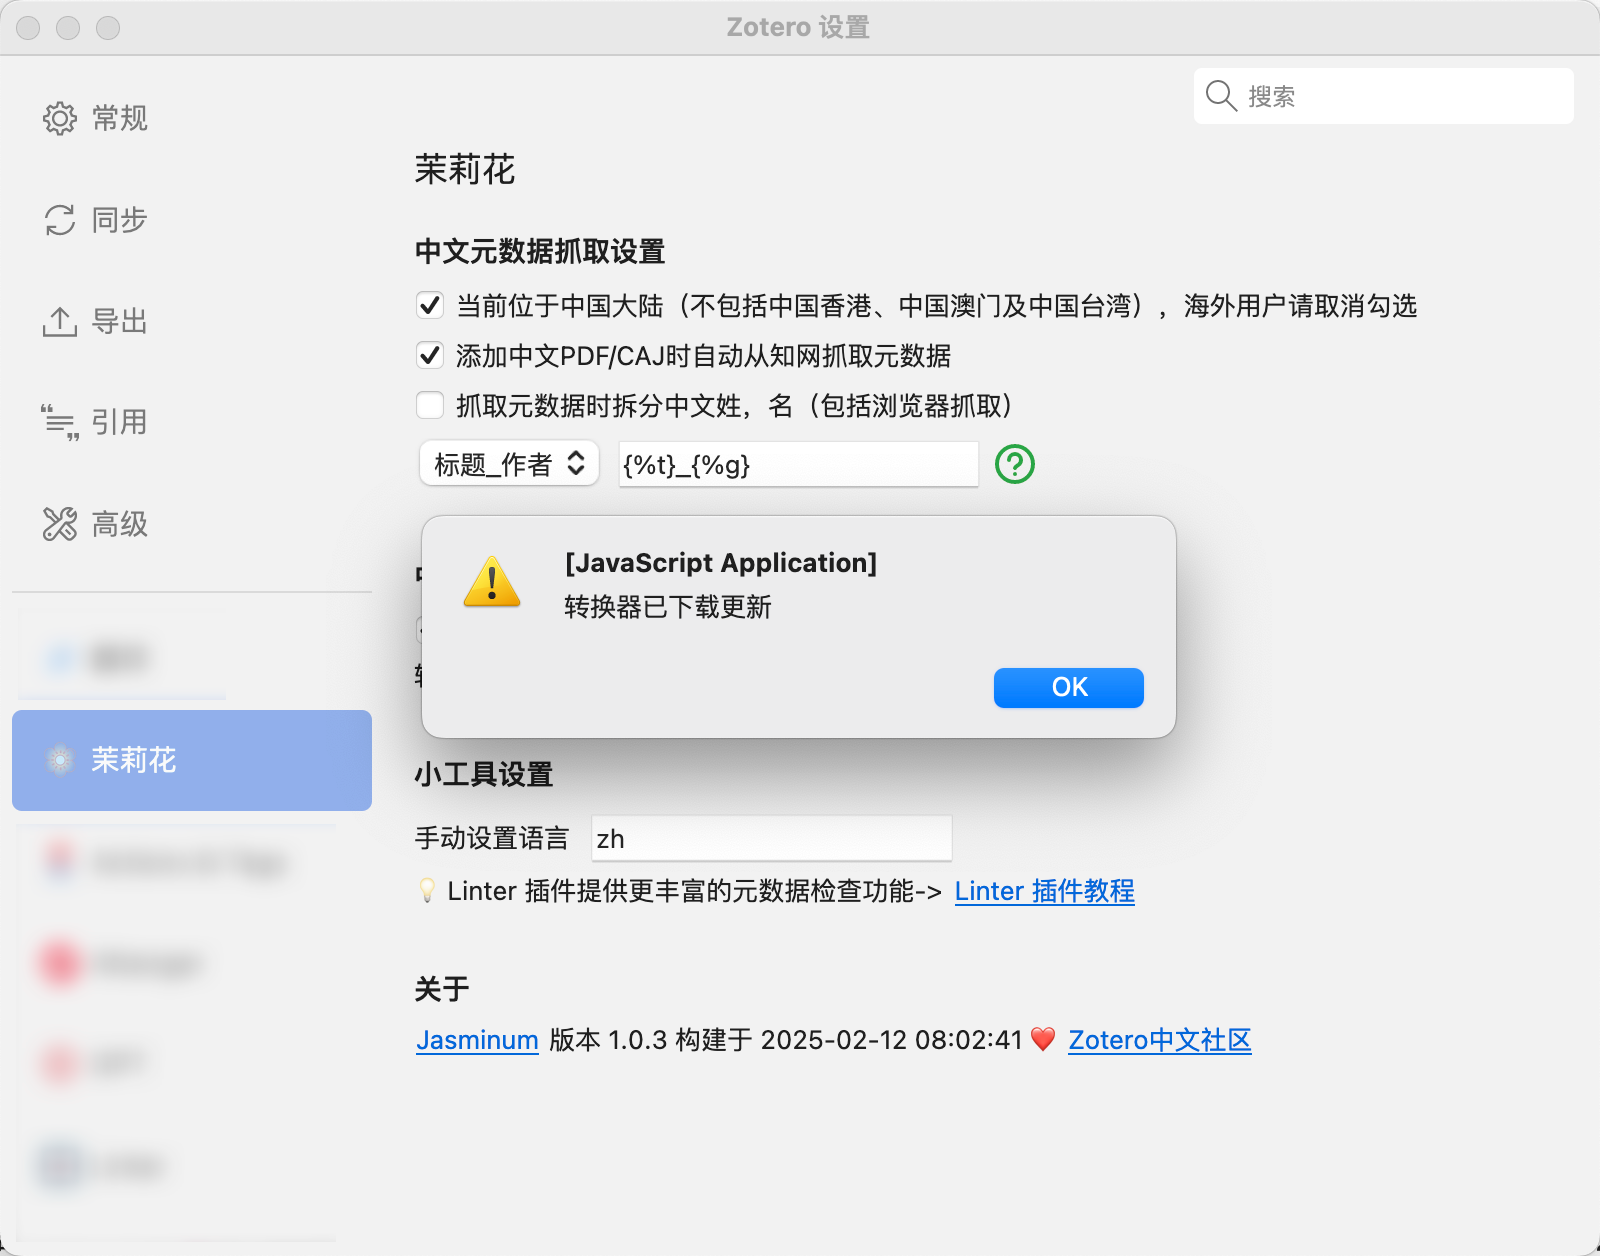 Zotero 设置
搜索
常规
同步
导出
引用
高级
茉莉花
茉莉花
中文元数据抓取设置
当前位于中国大陆（不包括中国香港、中国澳门及中国台湾），海外用户请取消勾选
添加中文PDF/CAJ时自动从知网抓取元数据
抓取元数据时拆分中文姓，名（包括浏览器抓取）
标题_作者 {%t}_{%g}
[JavaScript Application]
转换器已下载更新
OK
小工具设置
手动设置语言 zh
Linter 插件提供更丰富的元数据检查功能-> Linter 插件教程
关于
Jasminum 版本 1.0.3 构建于 2025-02-12 08:02:41 ❤️ Zotero中文社区